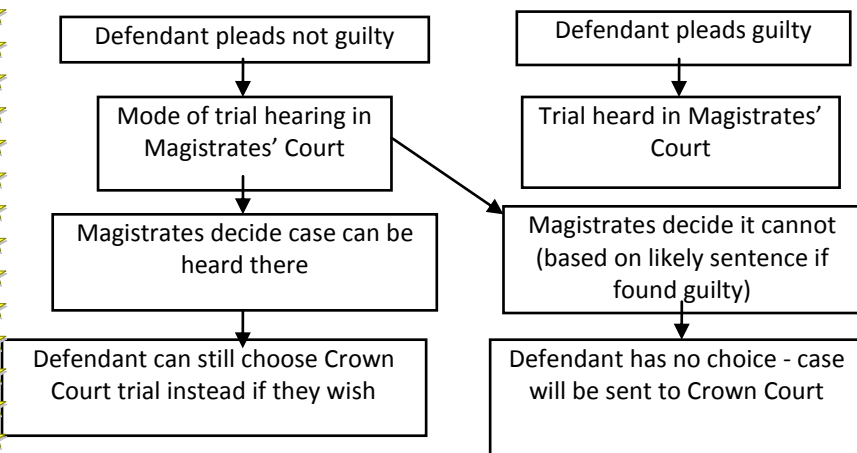 Defendant pleads not guilty
Defendant pleads guilty
Mode of trial hearing in
Magistrates' Court
Trial heard in Magistrates'
Court
Magistrates decide case can be
heard there
Magistrates decide it cannot
(based on likely sentence if
found guilty)
Defendant can still choose Crown
Court trial instead if they wish
Defendant has no choice - case
will be sent to Crown Court